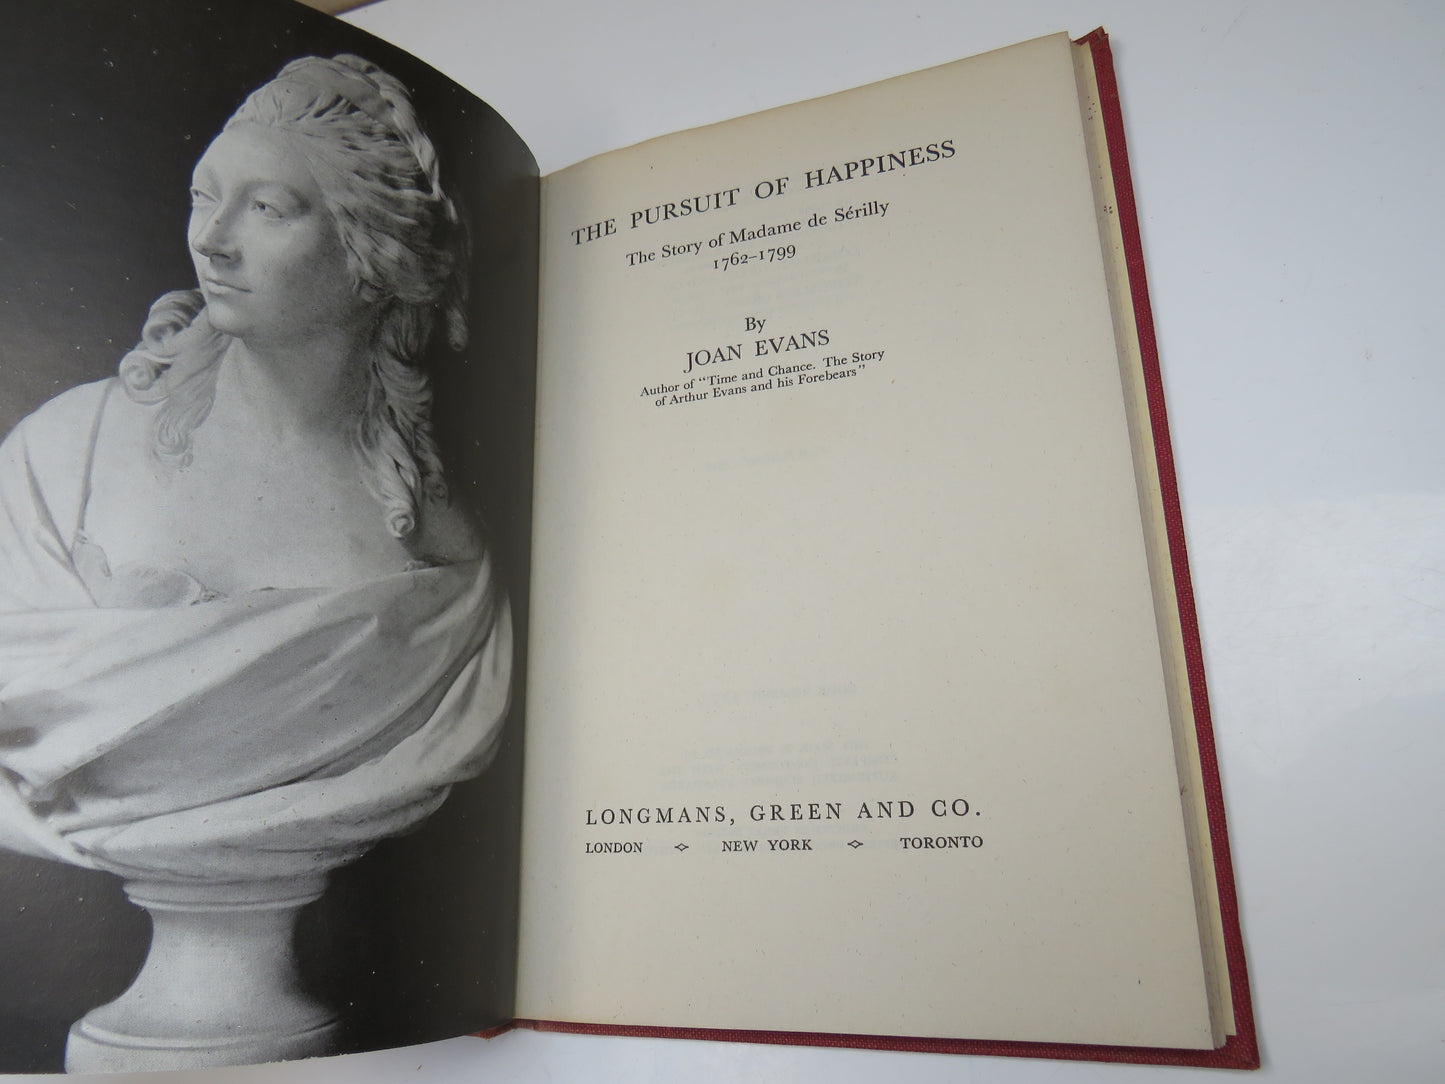 THE PURSUIT OF HAPPINESS
The Story of Madame de Sérilly
1762–1799
By
JOAN EVANS
Author of "Time and Chance. The Story
of Arthur Evans and his Forebears"
LONGMANS, GREEN AND CO.
LONDON ◇ NEW YORK ◇ TORONTO